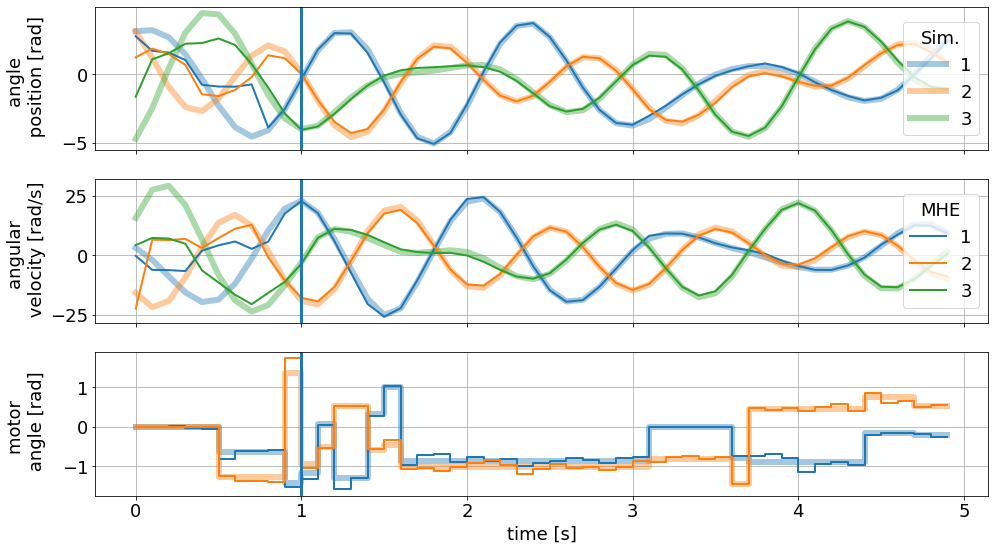 angle
position [rad]
0
−5
Sim.
1
2
3
angular
velocity [rad/s]
25
0
−25
MHE
1
2
3
motor
angle [rad]
1
0
−1
0 1 2 3 4 5
time [s]